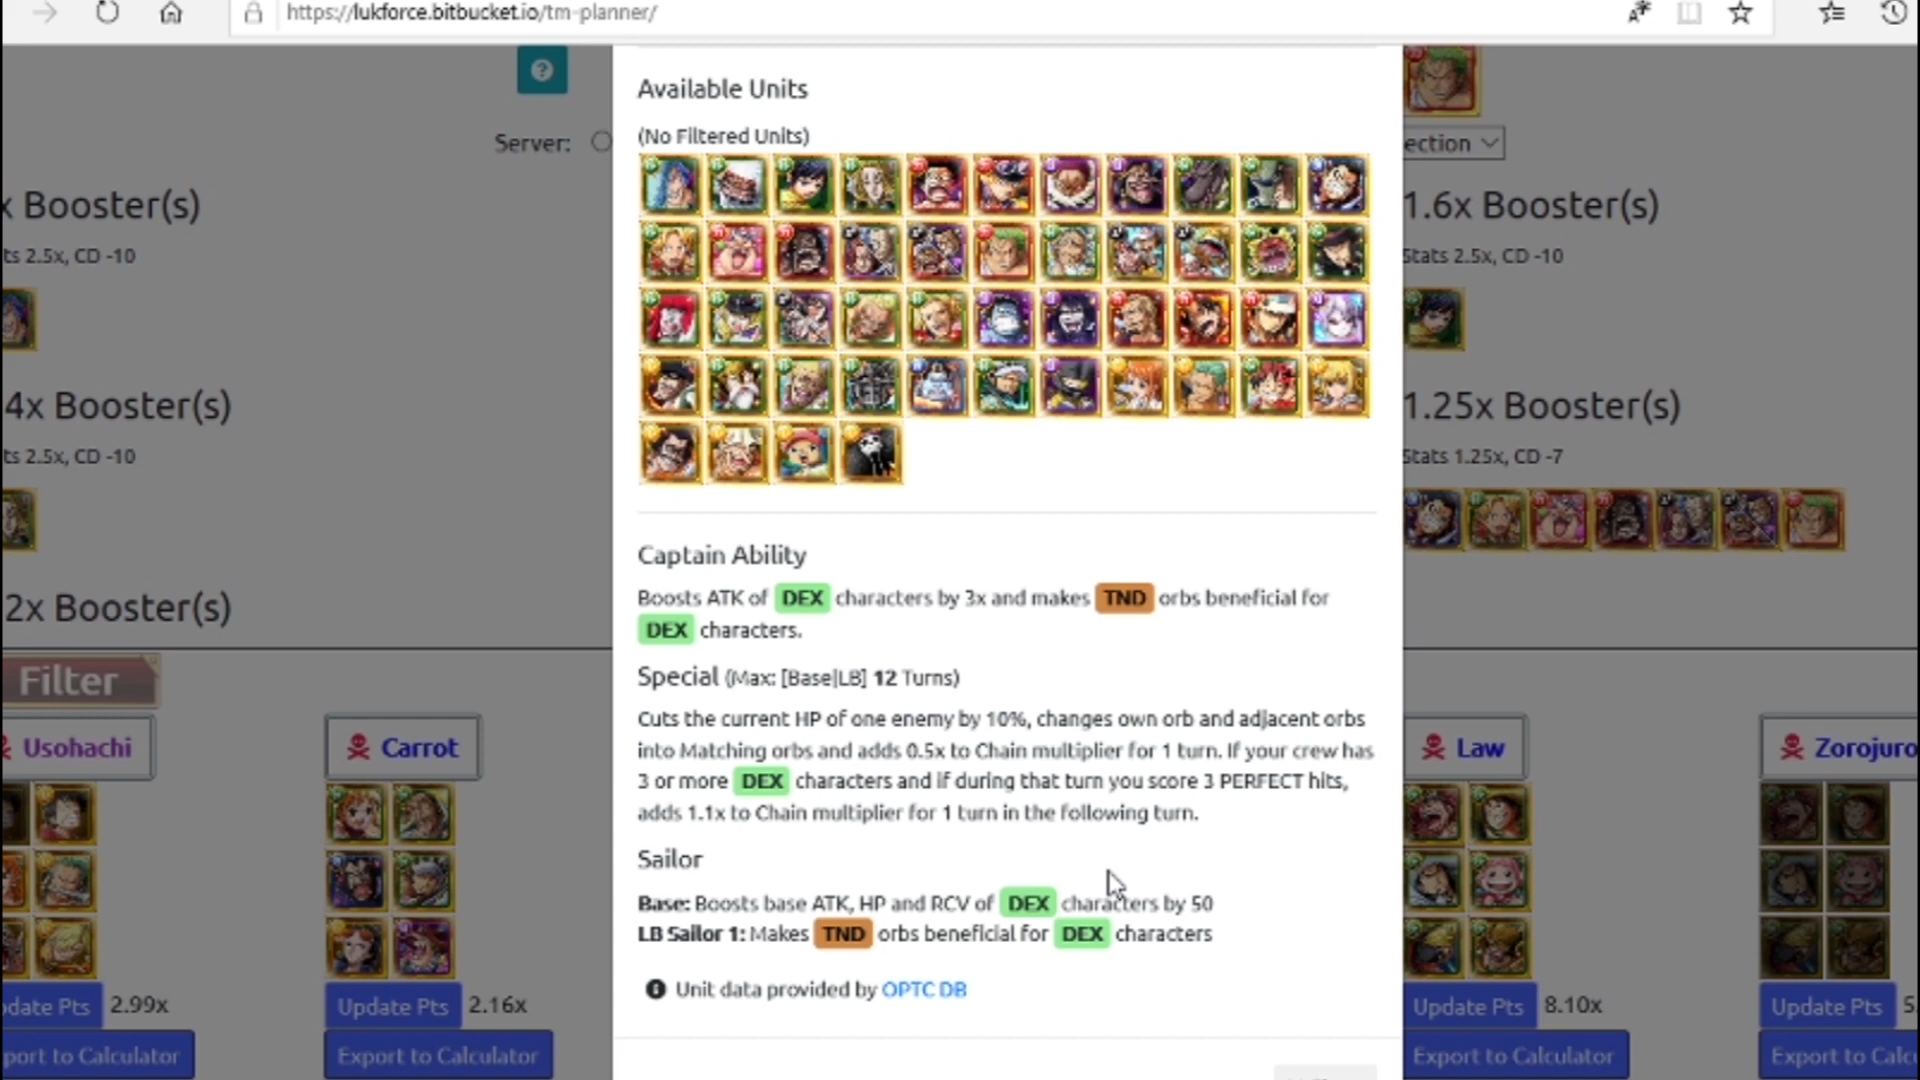 https://lukforce.bitbucket.io/tm-planner/
Available Units
Server:
ection
(No Filtered Units)
x Booster(s)
1.6x Booster(s)
ts 2.5x, CD -10
Stats 2.5x, CD -10
4x Booster(s)
1.25x Booster(s)
ts 2.5x, CD -10
Stats 1.25x, CD -7
Captain Ability
Boosts ATK of DEX characters by 3x and makes TND orbs beneficial for
DEX characters.
2x Booster(s)
Filter
Special (Max: [Base|LB] 12 Turns)
Cuts the current HP of one enemy by 10%, changes own orb and adjacent orbs
into Matching orbs and adds 0.5x to Chain multiplier for 1 turn. If your crew has
3 or more DEX characters and if during that turn you score 3 PERFECT hits,
adds 1.1x to Chain multiplier for 1 turn in the following turn.
Usohachi
Carrot
Law
Zorojuro
Sailor
Base: Boosts base ATK, HP and RCV of DEX characters by 50
LB Sailor 1: Makes TND orbs beneficial for DEX characters
Unit data provided by OPTC DB
pdate Pts 2.99x
Update Pts 2.16x
Update Pts 8.10x
Update Pts 5.
port to Calculator
Export to Calculator
Export to Calculator
Export to Calcu